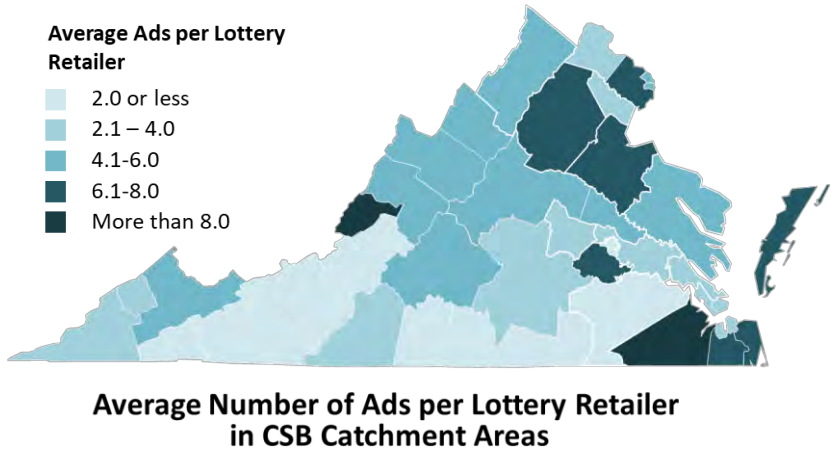 Average Ads per Lottery
Retailer
2.0 or less
2.1 – 4.0
4.1-6.0
6.1-8.0
More than 8.0
Average Number of Ads per Lottery Retailer
in CSB Catchment Areas